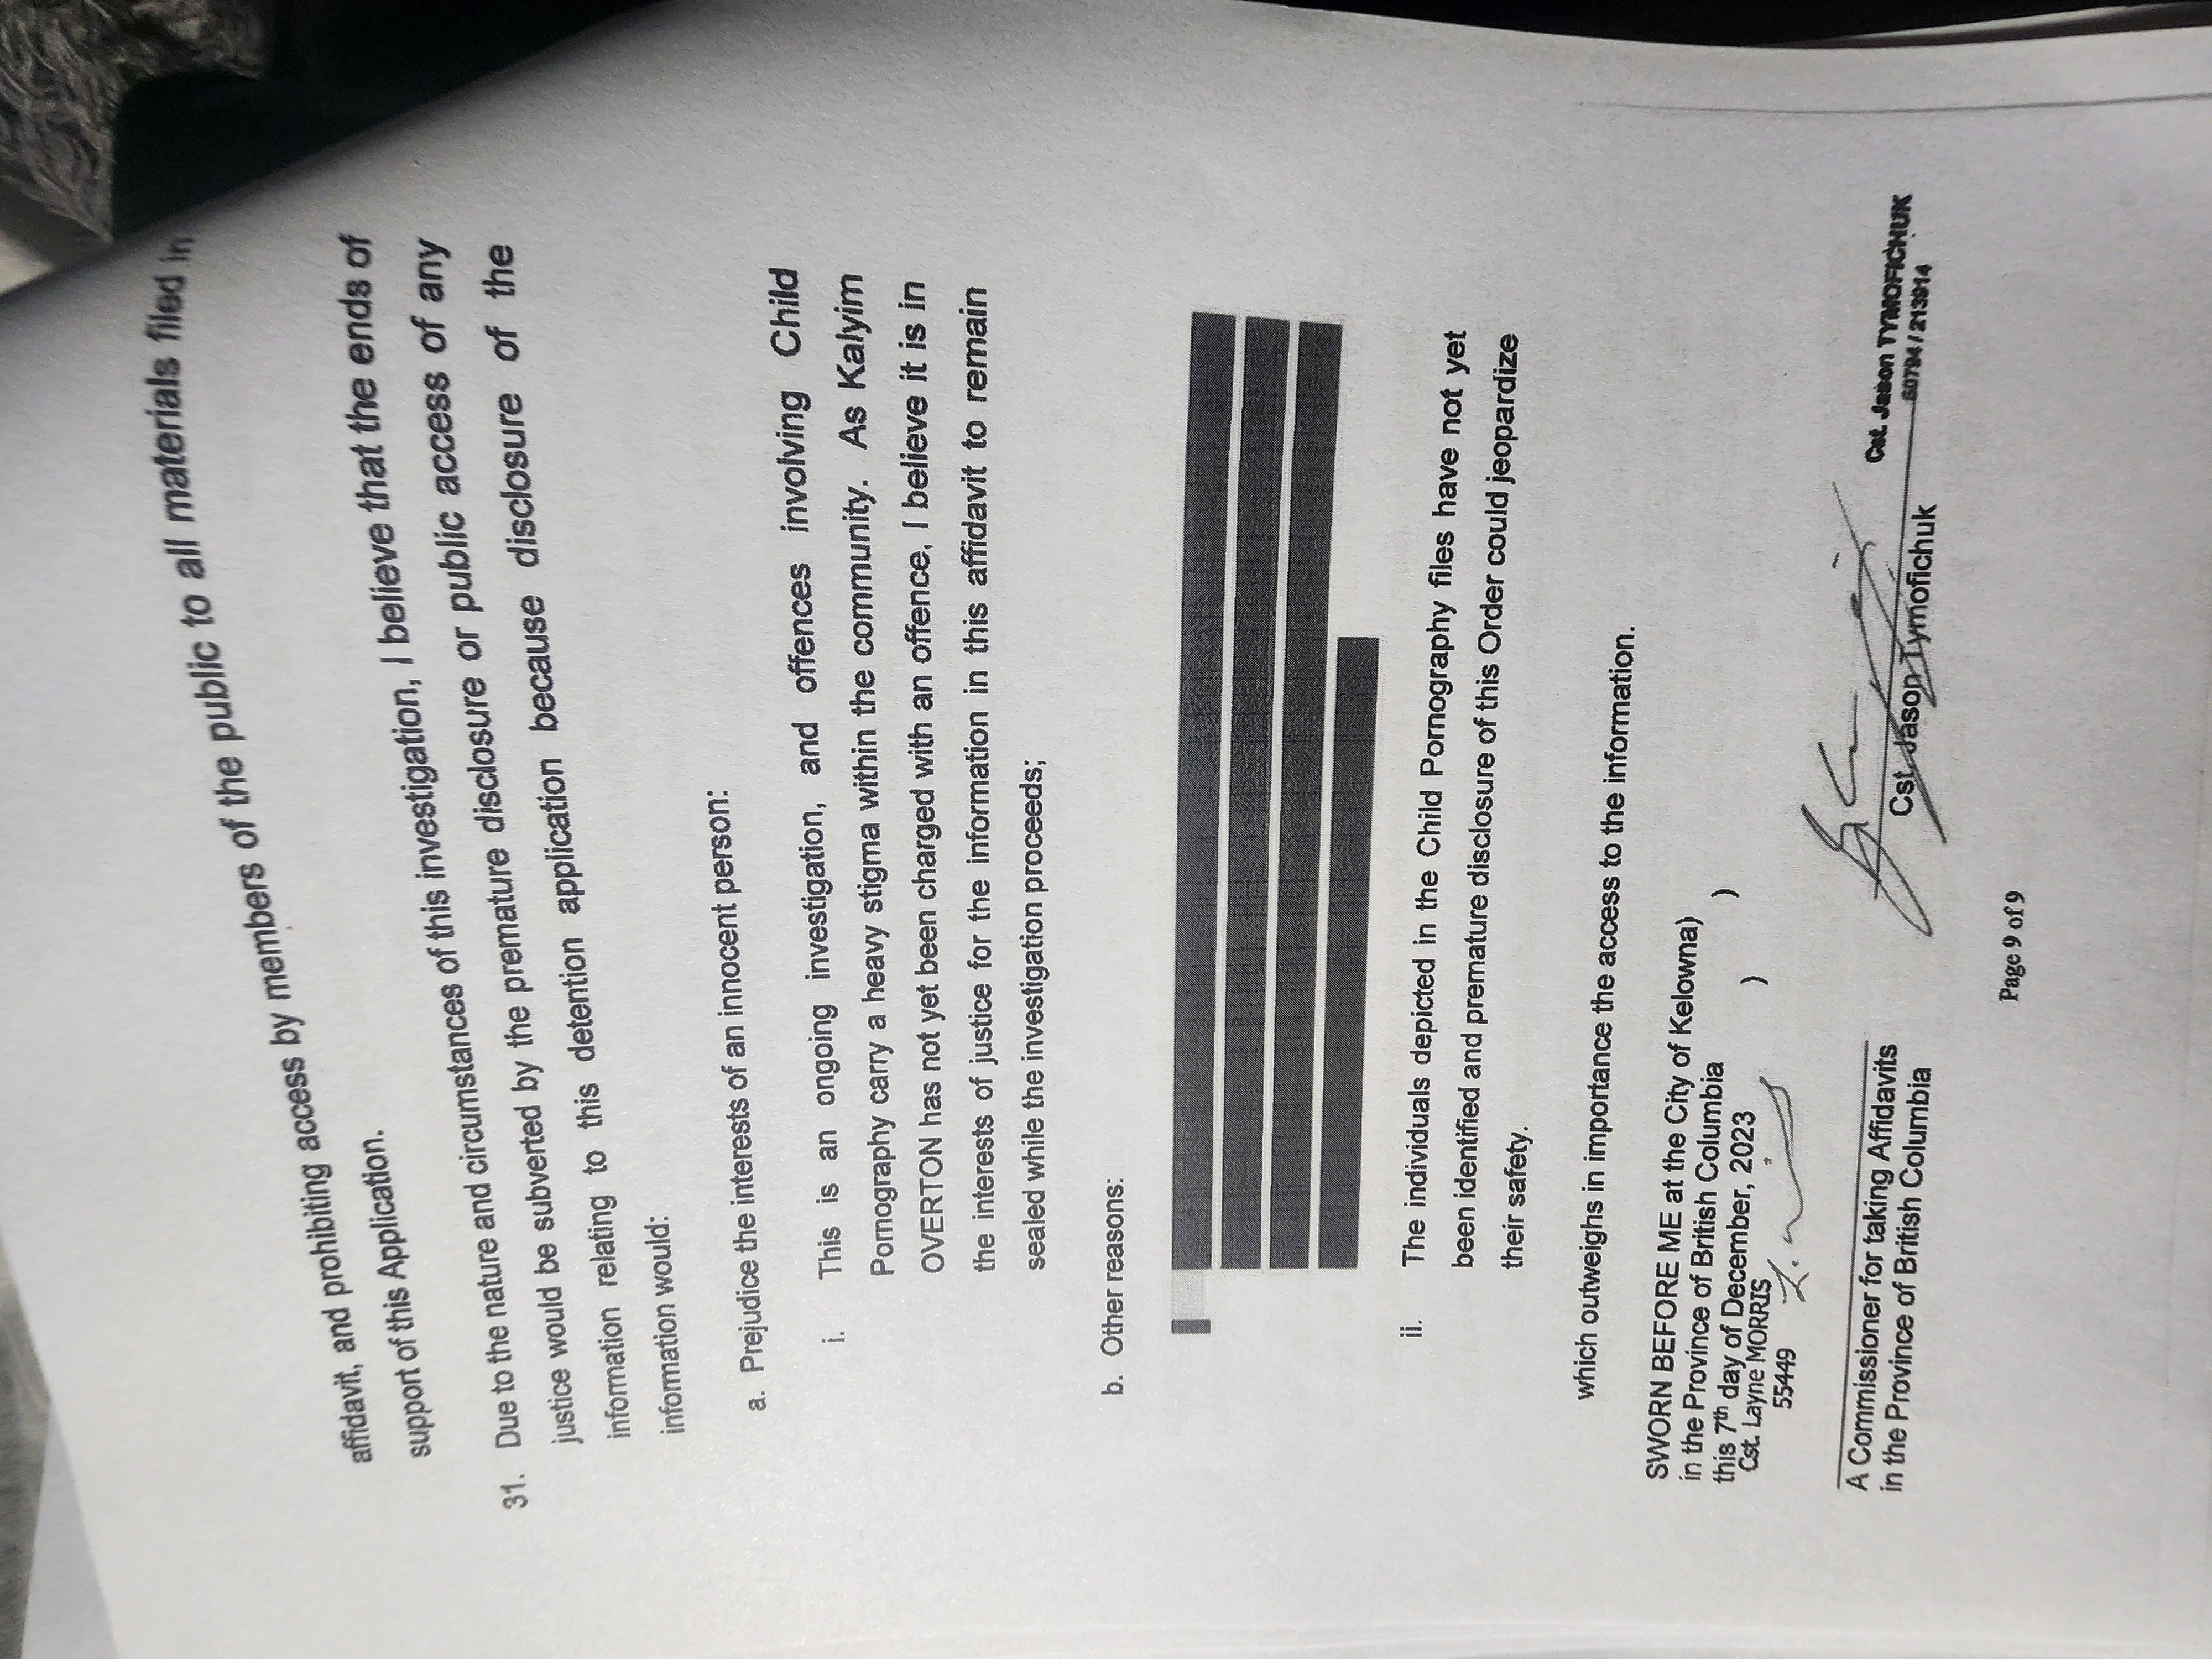 affidavit, and prohibiting access by members of the public to all materials filed in
support of this Application.
31. Due to the nature and circumstances of this investigation, I believe that the ends of
justice would be subverted by the premature disclosure or public access of any
information relating to this detention application because disclosure of the
information would:
a. Prejudice the interests of an innocent person:
i. This is an ongoing investigation, and offences involving Child
Pornography carry a heavy stigma within the community. As Kalyim
OVERTON has not yet been charged with an offence, I believe it is in
the interests of justice for the information in this affidavit to remain
sealed while the investigation proceeds;
b. Other reasons:
ii. The individuals depicted in the Child Pornography files have not yet
been identified and premature disclosure of this Order could jeopardize
their safety.
which outweighs in importance the access to the information.
SWORN BEFORE ME at the City of Kelowna)
in the Province of British Columbia )
this 7th day of December, 2023 )
Cst. Layne MORRIS
55449
A Commissioner for taking Affidavits
in the Province of British Columbia
Cst. Jason Tymofichuk
Cst. Jason TYMOFICHUK
60794 / 213914
Page 9 of 9